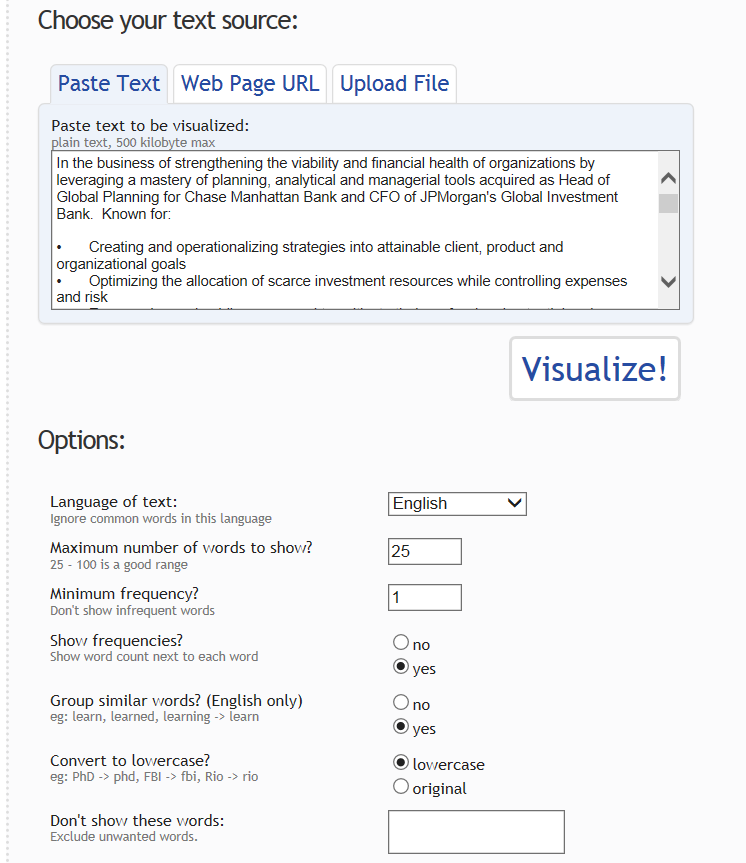 Choose your text source:
Paste Text Web Page URL Upload File
Paste text to be visualized:
plain text, 500 kilobyte max
In the business of strengthening the viability and financial health of organizations by
leveraging a mastery of planning, analytical and managerial tools acquired as Head of
Global Planning for Chase Manhattan Bank and CFO of JPMorgan's Global Investment
Bank. Known for:
• Creating and operationalizing strategies into attainable client, product and
organizational goals
• Optimizing the allocation of scarce investment resources while controlling expenses
and risk
Visualize!
Options:
Language of text: English
Ignore common words in this language
Maximum number of words to show? 25
25 - 100 is a good range
Minimum frequency? 1
Don't show infrequent words
Show frequencies? no
Show word count next to each word
yes
Group similar words? (English only) no
eg: learn, learned, learning -> learn
yes
Convert to lowercase? lowercase
eg: PhD -> phd, FBI -> fbi, Rio -> rio
original
Don't show these words:
Exclude unwanted words.